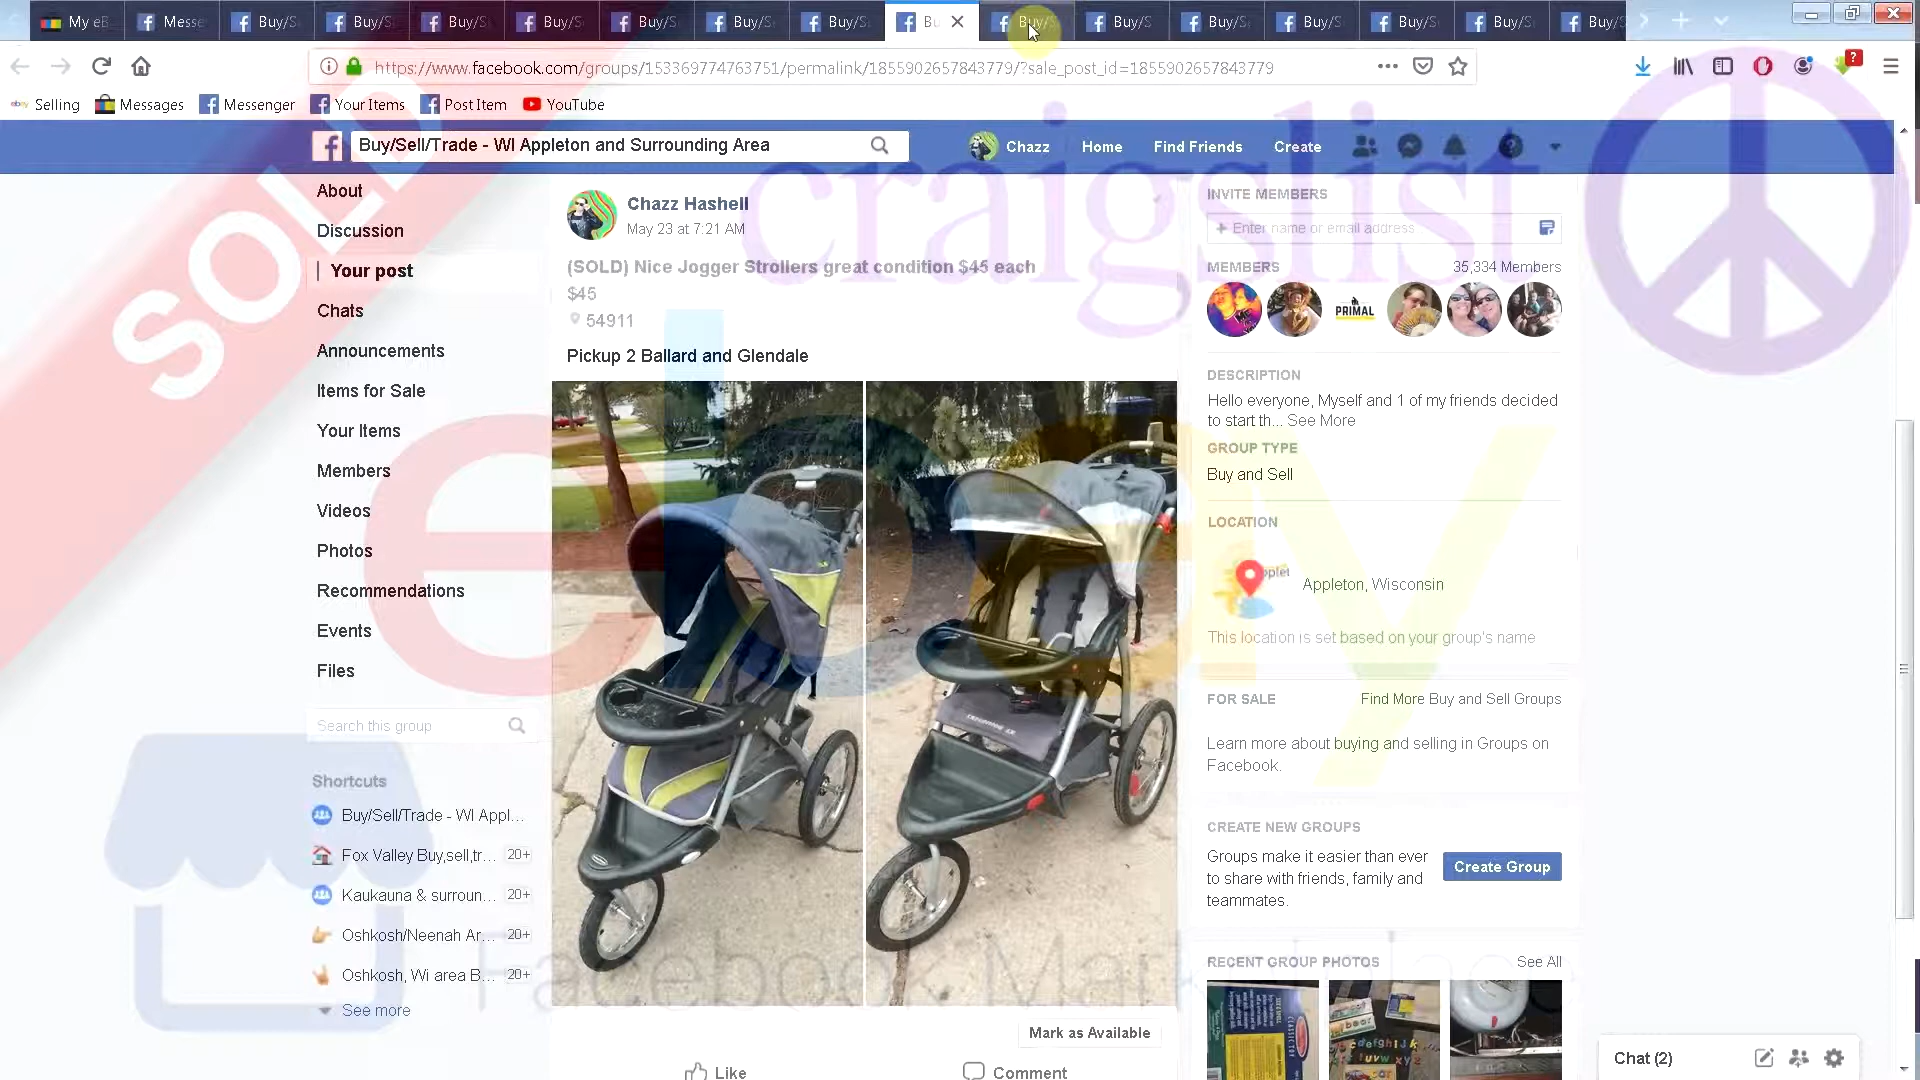 My eB
Messe
Buy/S
Buy/S
Buy/S
Buy/S
Buy/S
Buy/S
Buy/S
Bu
Buy/S
Buy/S
Buy/S
Buy/S
Buy/S
Buy/S
Buy/
https://www.facebook.com/groups/153369774763751/permalink/1855902657843779/?sale_post_id=1855902657843779
ebay Selling
Messages
Messenger
Your Items
Post Item
YouTube
Buy/Sell/Trade - WI Appleton and Surrounding Area
Chazz
Home
Find Friends
Create
SOLD
craigslist
ebay
Facebook Marketplace
About
Discussion
Your post
Chats
Announcements
Items for Sale
Your Items
Members
Videos
Photos
Recommendations
Events
Files
Search this group
Shortcuts
Buy/Sell/Trade - WI Appl...
Fox Valley Buy,sell,tr... 20+
Kaukauna & surroun... 20+
Oshkosh/Neenah Ar... 20+
Oshkosh, Wi area B... 20+
See more
Chazz Hashell
May 23 at 7:21 AM
(SOLD) Nice Jogger Strollers great condition $45 each
$45
54911
Pickup 2 Ballard and Glendale
Mark as Available
Like
Comment
INVITE MEMBERS
+ Enter name or email address
MEMBERS
35,334 Members
PRIMAL
DESCRIPTION
Hello everyone, Myself and 1 of my friends decided
to start th... See More
GROUP TYPE
Buy and Sell
LOCATION
Appleton, Wisconsin
This location is set based on your group's name
FOR SALE
Find More Buy and Sell Groups
Learn more about buying and selling in Groups on
Facebook.
CREATE NEW GROUPS
Groups make it easier than ever
to share with friends, family and
teammates.
Create Group
RECENT GROUP PHOTOS
See All
Chat (2)